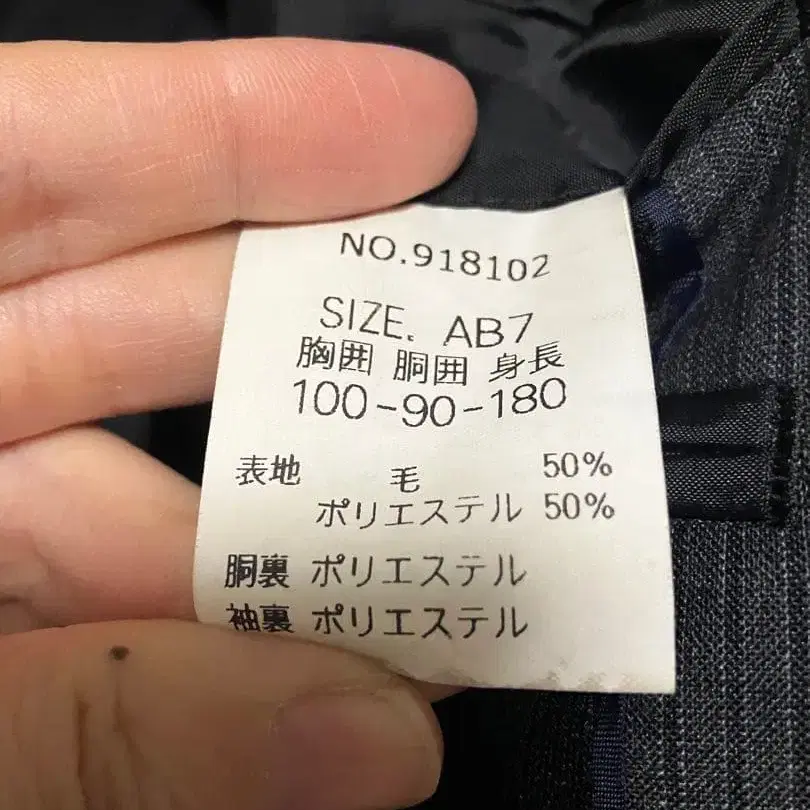 NO.918102
SIZE. AB7
胸囲 胴囲 身長
100-90-180
表地 毛 50%
ポリエステル 50%
胴裏 ポリエステル
袖裏 ポリエステル